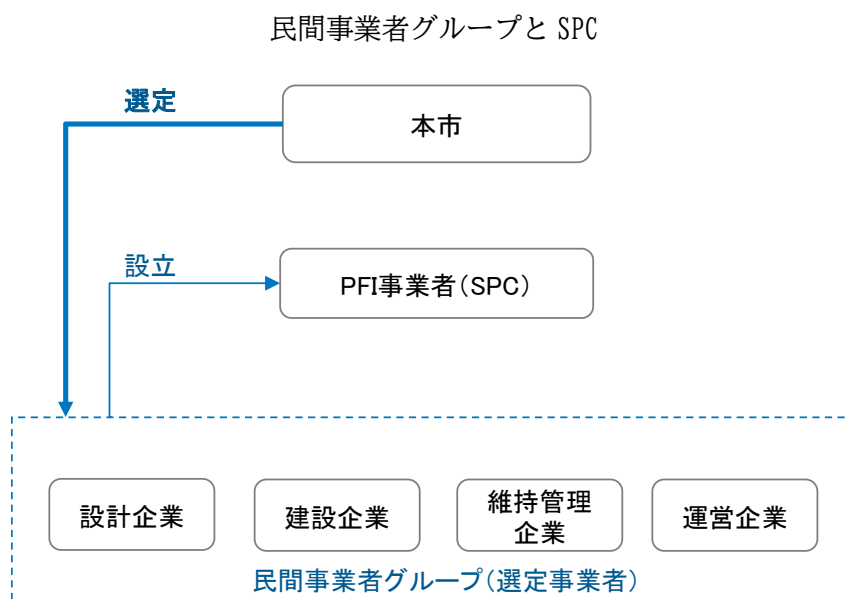 民間事業者グループと SPC
選定
本市
設立
PFI事業者(SPC)
設計企業
建設企業
維持管理
企業
運営企業
民間事業者グループ(選定事業者)